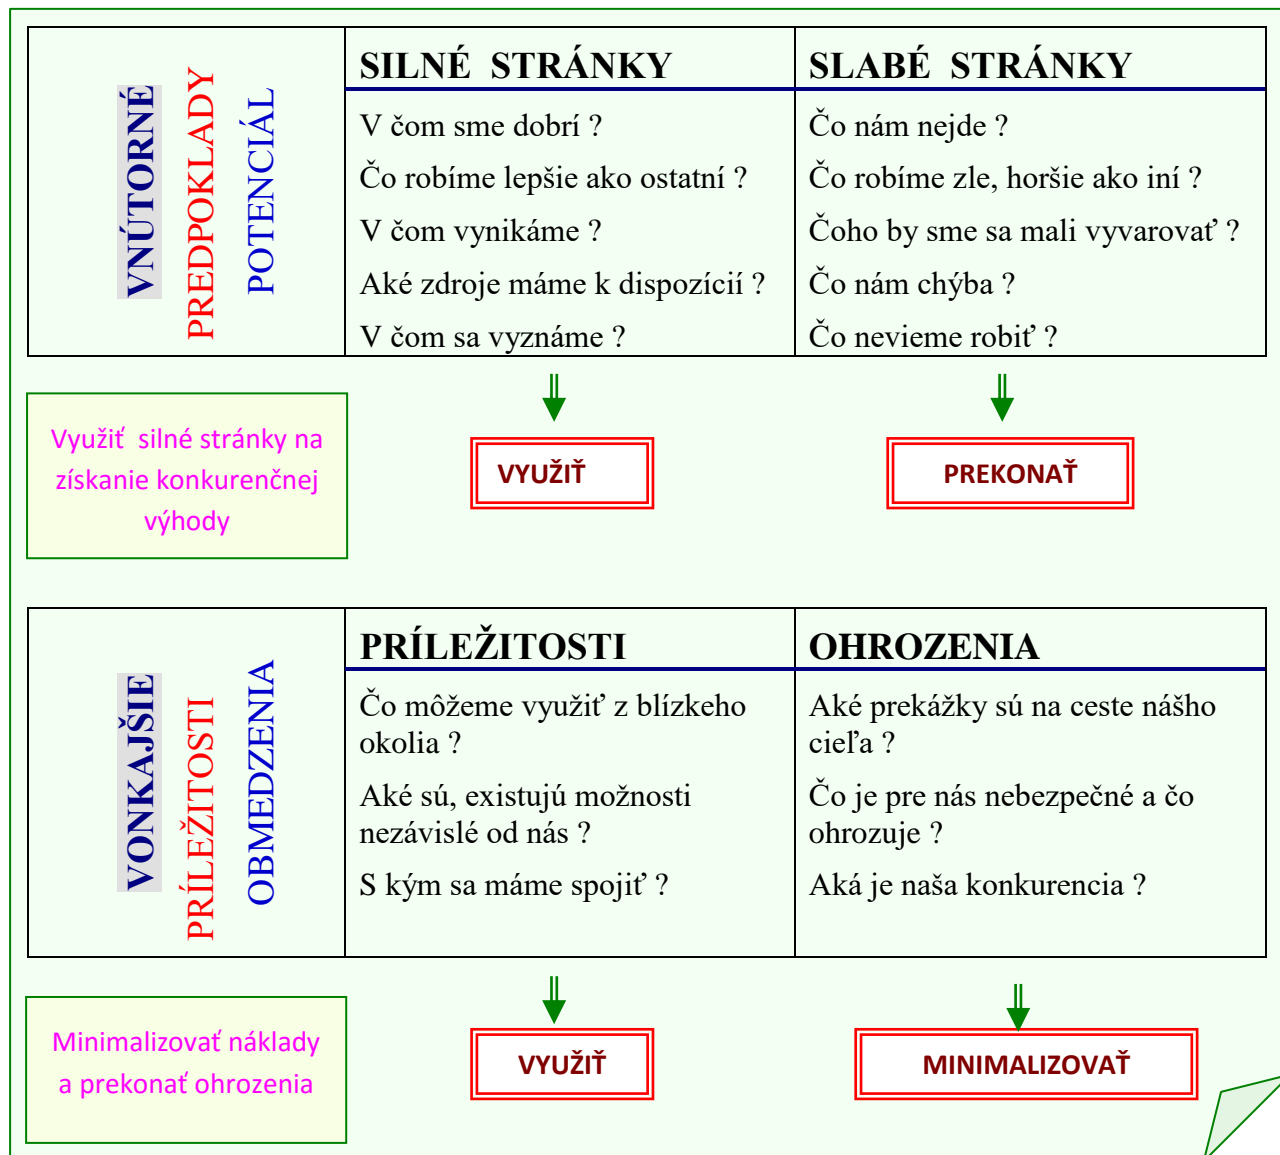 VNÚTORNÉ
PREDPOKLADY
POTENCIÁL
SILNÉ STRÁNKY
V čom sme dobrí ?
Čo robíme lepšie ako ostatní ?
V čom vynikáme ?
Aké zdroje máme k dispozícií ?
V čom sa vyznáme ?
SLABÉ STRÁNKY
Čo nám nejde ?
Čo robíme zle, horšie ako iní ?
Čoho by sme sa mali vyvarovať ?
Čo nám chýba ?
Čo nevieme robiť ?
Využiť silné stránky na
získanie konkurenčnej
výhody
VYUŽIŤ
PREKONAŤ
VONKAJŠIE
PRÍLEŽITOSTI
OBMEDZENIA
PRÍLEŽITOSTI
Čo môžeme využiť z blízkeho
okolia ?
Aké sú, existujú možnosti
nezávislé od nás ?
S kým sa máme spojiť ?
OHROZENIA
Aké prekážky sú na ceste nášho
cieľa ?
Čo je pre nás nebezpečné a čo
ohrozuje ?
Aká je naša konkurencia ?
Minimalizovať náklady
a prekonať ohrozenia
VYUŽIŤ
MINIMALIZOVAŤ